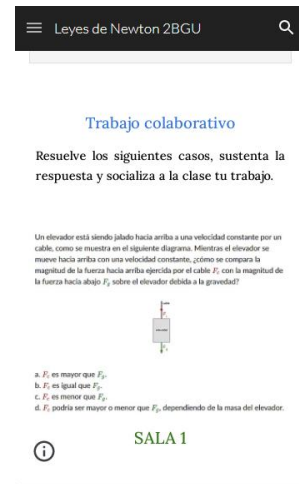 Leyes de Newton 2BGU
Trabajo colaborativo
Resuelve los siguientes casos, sustenta la
respuesta y socializa a la clase tu trabajo.
Un elevador está siendo jalado hacia arriba a una velocidad constante por un
cable, como se muestra en el siguiente diagrama. Mientras el elevador se
mueve hacia arriba con una velocidad constante, ¿cómo se compara la
magnitud de la fuerza hacia arriba ejercida por el cable Fc con la magnitud de
la fuerza hacia abajo Fg sobre el elevador debida a la gravedad?
a. Fc es mayor que Fg.
b. Fc es igual que Fg.
c. Fc es menor que Fg.
d. Fc podría ser mayor o menor que Fg, dependiendo de la masa del elevador.
SALA 1